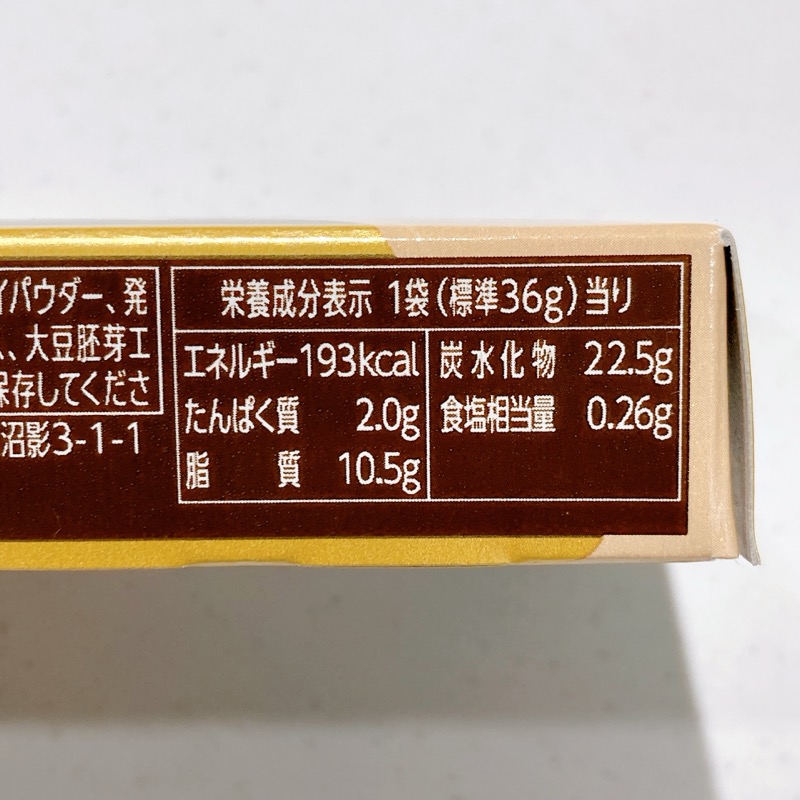 イパウダー、発
、大豆胚芽エ
保存してくださ
沼影3-1-1
栄養成分表示 1袋(標準36g)当り
エネルギー193kcal
たんぱく質 2.0g
脂質 10.5g
炭水化物 22.5g
食塩相当量 0.26g